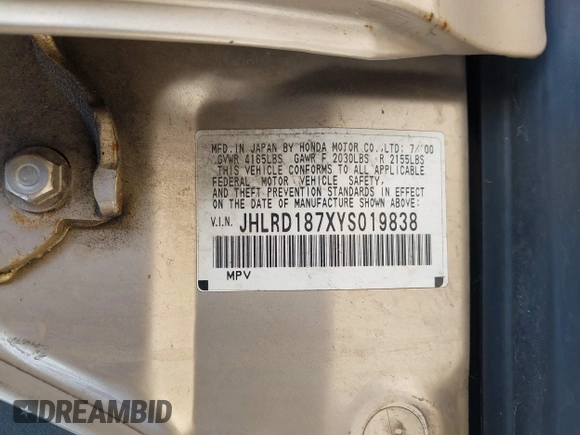 MFD. IN JAPAN BY HONDA MOTOR CO., LTD; 7/'00
GVWR 4165LBS GAWR F 2030LBS R 2155LBS
THIS VEHICLE CONFORMS TO ALL APPLICABLE
FEDERAL MOTOR VEHICLE SAFETY,
AND THEFT PREVENTION STANDARDS IN EFFECT
ON THE DATE OF MANUFACTURE SHOWN ABOVE:
V.I.N. JHLRD187XYS019838
MPV
DREAMBID